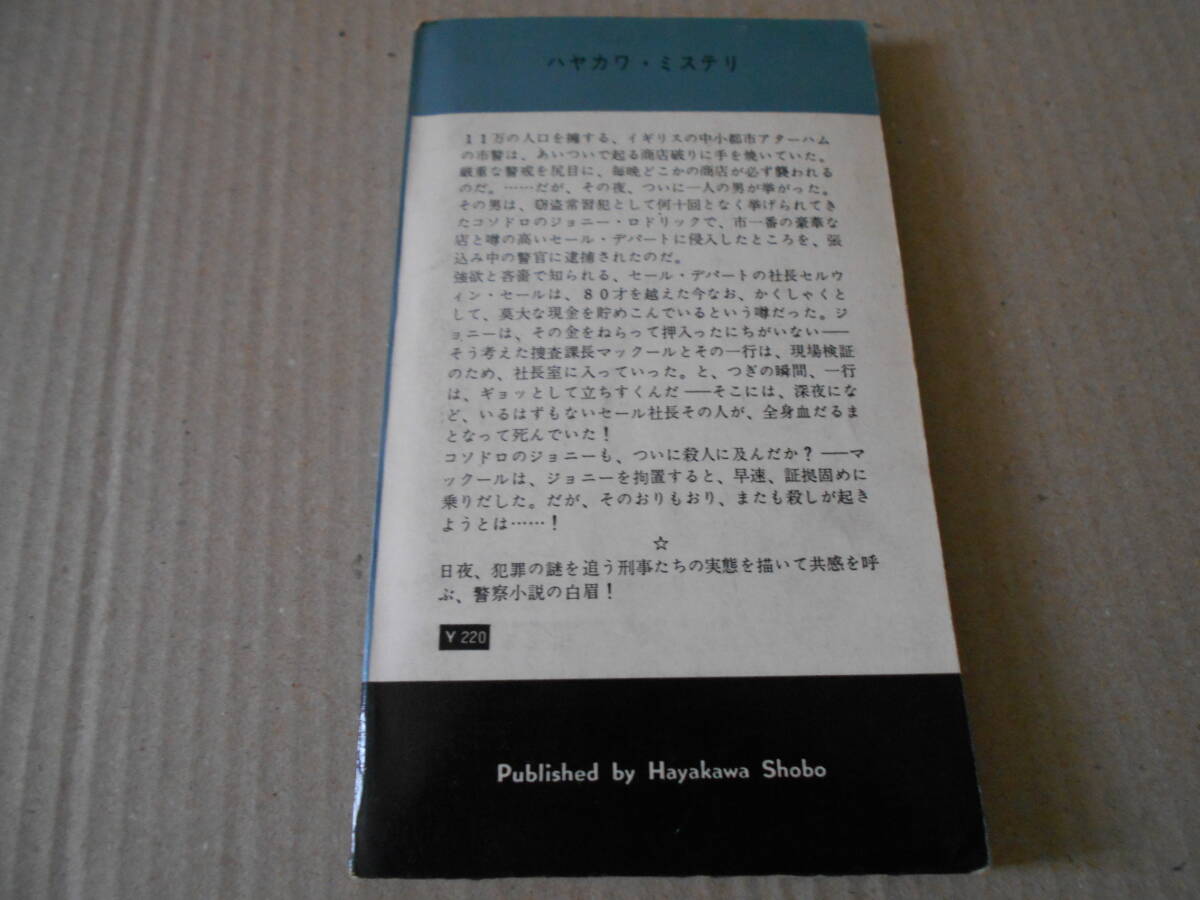 ハヤカワ・ミステリ
11万の人口を擁する、イギリスの中小都市アターハム
の市警は、あいついで起る商店破りに手を焼いていた。
厳重な警戒を尻目に、毎晩どこかの商店が必ず襲われる
のだ。……だが、その夜、ついに一人の男が挙がった。
その男は、窃盗常習犯として何十回となく挙げられてき
たコソドロのジョニー・ロドリックで、市一番の豪華な
店と噂の高いセール・デパートに侵入したところを、張
込み中の警官に逮捕されたのだ。
強欲と吝嗇で知られる、セール・デパートの社長セルウ
ィン・セールは、80才を越えた今なお、かくしゃくと
して、莫大な現金を貯めこんでいるという噂だった。ジ
ョニーは、その金をねらって押入ったにちがいない——
そう考えた捜査課長マックールとその一行は、現場検証
のため、社長室に入っていった。と、つぎの瞬間、一行
は、ギョッとして立ちすくんだ——そこには、深夜にな
ど、いるはずもないセール社長その人が、全身血だるま
となって死んでいた！
コソドロのジョニーも、ついに殺人に及んだか？——マ
ックールは、ジョニーを拘置すると、早速、証拠固めに
乗りだした。だが、そのおりもおり、またも殺しが起き
ようとは……！
☆
日夜、犯罪の謎を追う刑事たちの実態を描いて共感を呼
ぶ、警察小説の白眉！
¥220
Published by Hayakawa Shobo